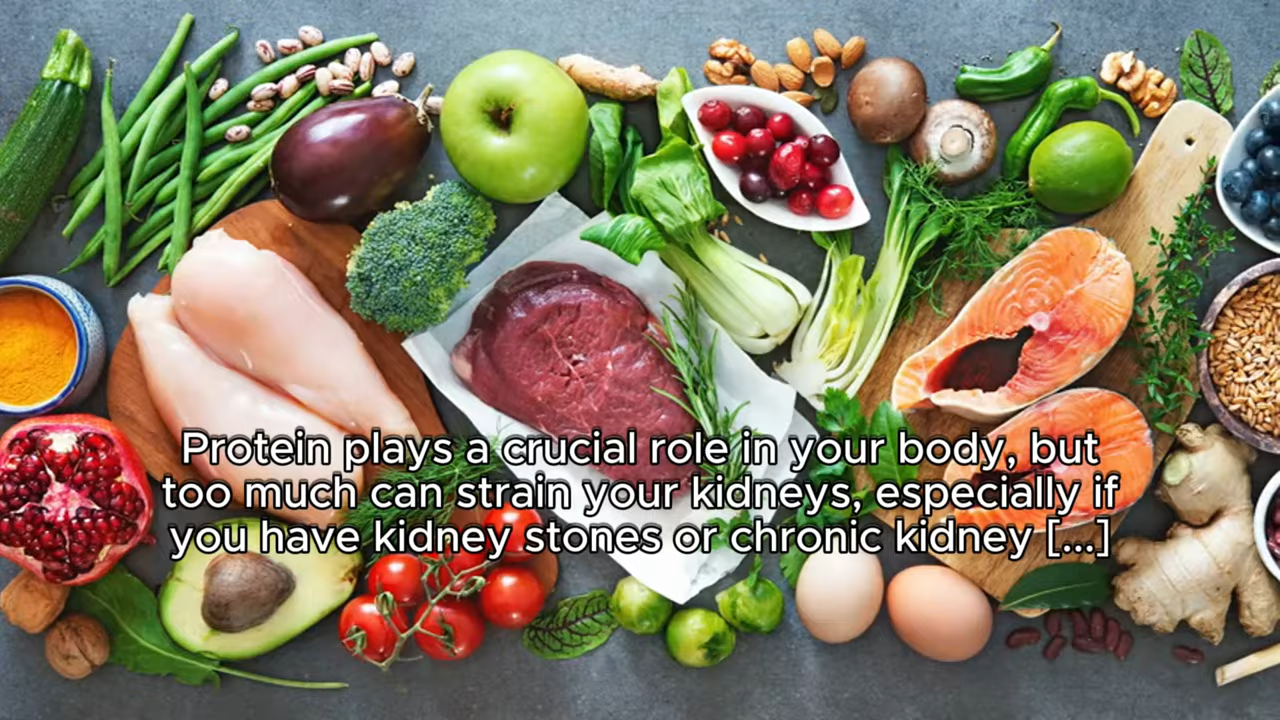 Protein plays a crucial role in your body, but
too much can strain your kidneys, especially if
you have kidney stones or chronic kidney [...]